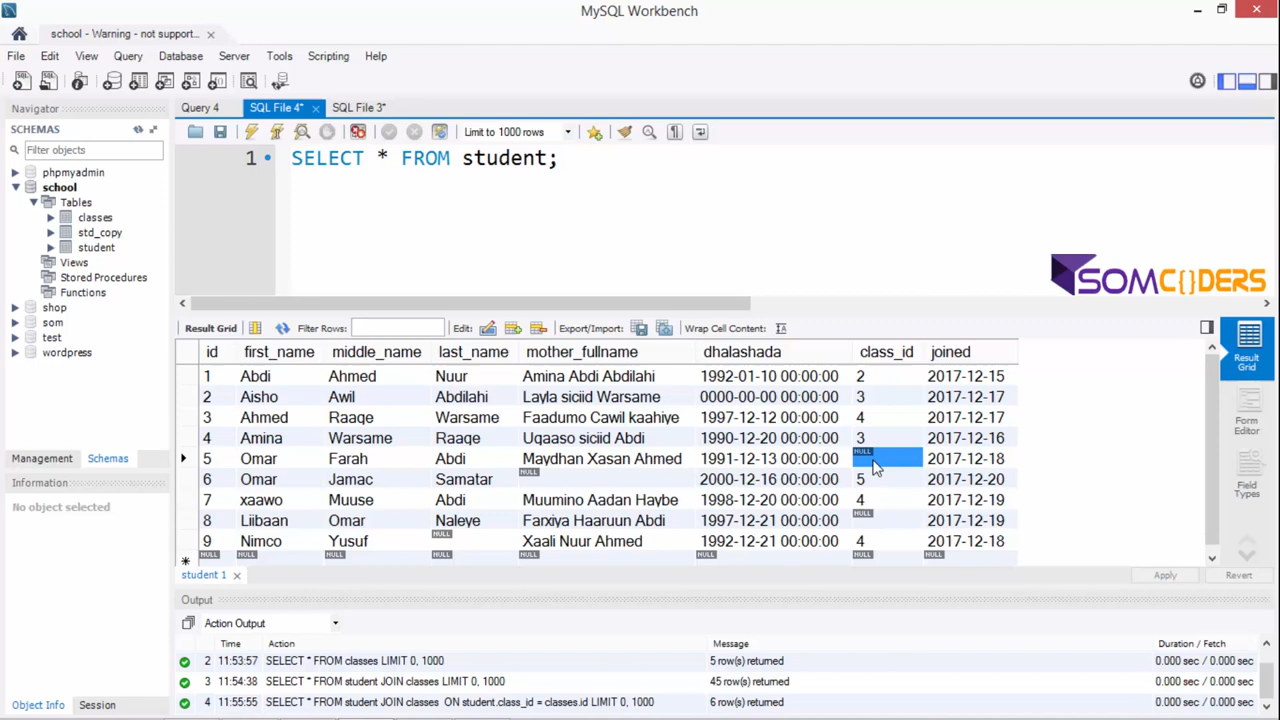 MySQL Workbench
school - Warning - not support...
File Edit View Query Database Server Tools Scripting Help
Navigator
SCHEMAS
Filter objects
phpmyadmin
school
Tables
classes
std_copy
student
Views
Stored Procedures
Functions
shop
som
test
wordpress
Management Schemas
Information
No object selected
Object Info Session
Query 4 SQL File 4* SQL File 3*
Limit to 1000 rows
1 SELECT * FROM student;
SOMC{}DERS
Result Grid Filter Rows: Edit: Export/Import: Wrap Cell Content:
id first_name middle_name last_name mother_fullname dhalashada class_id joined
1 Abdi Ahmed Nuur Amina Abdi Abdilahi 1992-01-10 00:00:00 2 2017-12-15
2 Aisho Awil Abdilahi Layla siciid Warsame 0000-00-00 00:00:00 3 2017-12-17
3 Ahmed Raaqe Warsame Faadumo Cawil kaahiye 1997-12-12 00:00:00 4 2017-12-17
4 Amina Warsame Raaqe Uqaaso siciid Abdi 1990-12-20 00:00:00 3 2017-12-16
5 Omar Farah Abdi Maydhan Xasan Ahmed 1991-12-13 00:00:00 NULL 2017-12-18
6 Omar Jamac Samatar NULL 2000-12-16 00:00:00 5 2017-12-20
7 xaawo Muuse Abdi Muumino Aadan Haybe 1998-12-20 00:00:00 4 2017-12-19
8 Liibaan Omar Naleye Farxiya Haaruun Abdi 1997-12-21 00:00:00 NULL 2017-12-19
9 Nimco Yusuf NULL Xaali Nuur Ahmed 1992-12-21 00:00:00 4 2017-12-18
NULL NULL NULL NULL NULL NULL NULL NULL
Result Grid
Form Editor
Field Types
student 1 Apply Revert
Output
Action Output
Time Action Message Duration / Fetch
2 11:53:57 SELECT * FROM classes LIMIT 0, 1000 5 row(s) returned 0.000 sec / 0.000 sec
3 11:54:38 SELECT * FROM student JOIN classes LIMIT 0, 1000 45 row(s) returned 0.000 sec / 0.000 sec
4 11:55:55 SELECT * FROM student JOIN classes ON student.class_id = classes.id LIMIT 0, 1000 6 row(s) returned 0.000 sec / 0.000 sec